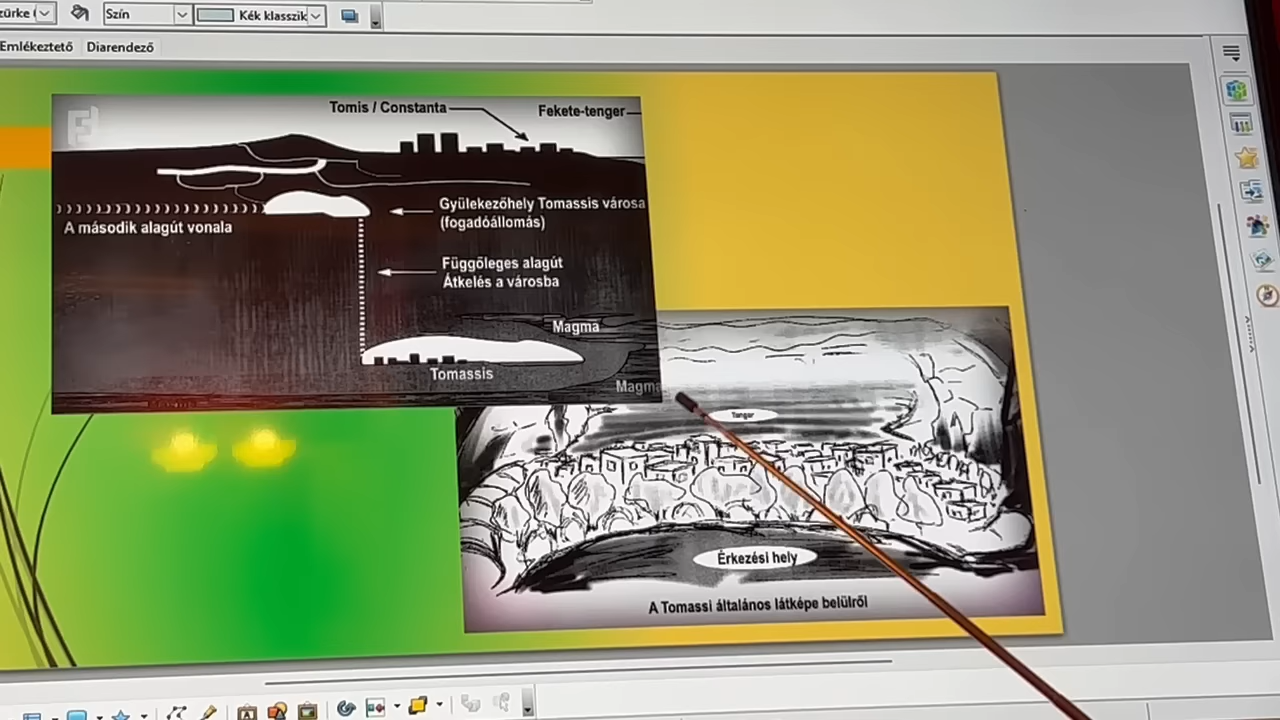 Szín
Kék klasszik
Emlékeztető Diarendező
Tomis / Constanta
Fekete-tenger
Gyülekezőhely Tomassis városa
(fogadóállomás)
A második alagút vonala
Függőleges alagút
Átkelés a városba
Magma
Tomassis
Magma
Tenger
Érkezési hely
A Tomassi általános látképe belülről